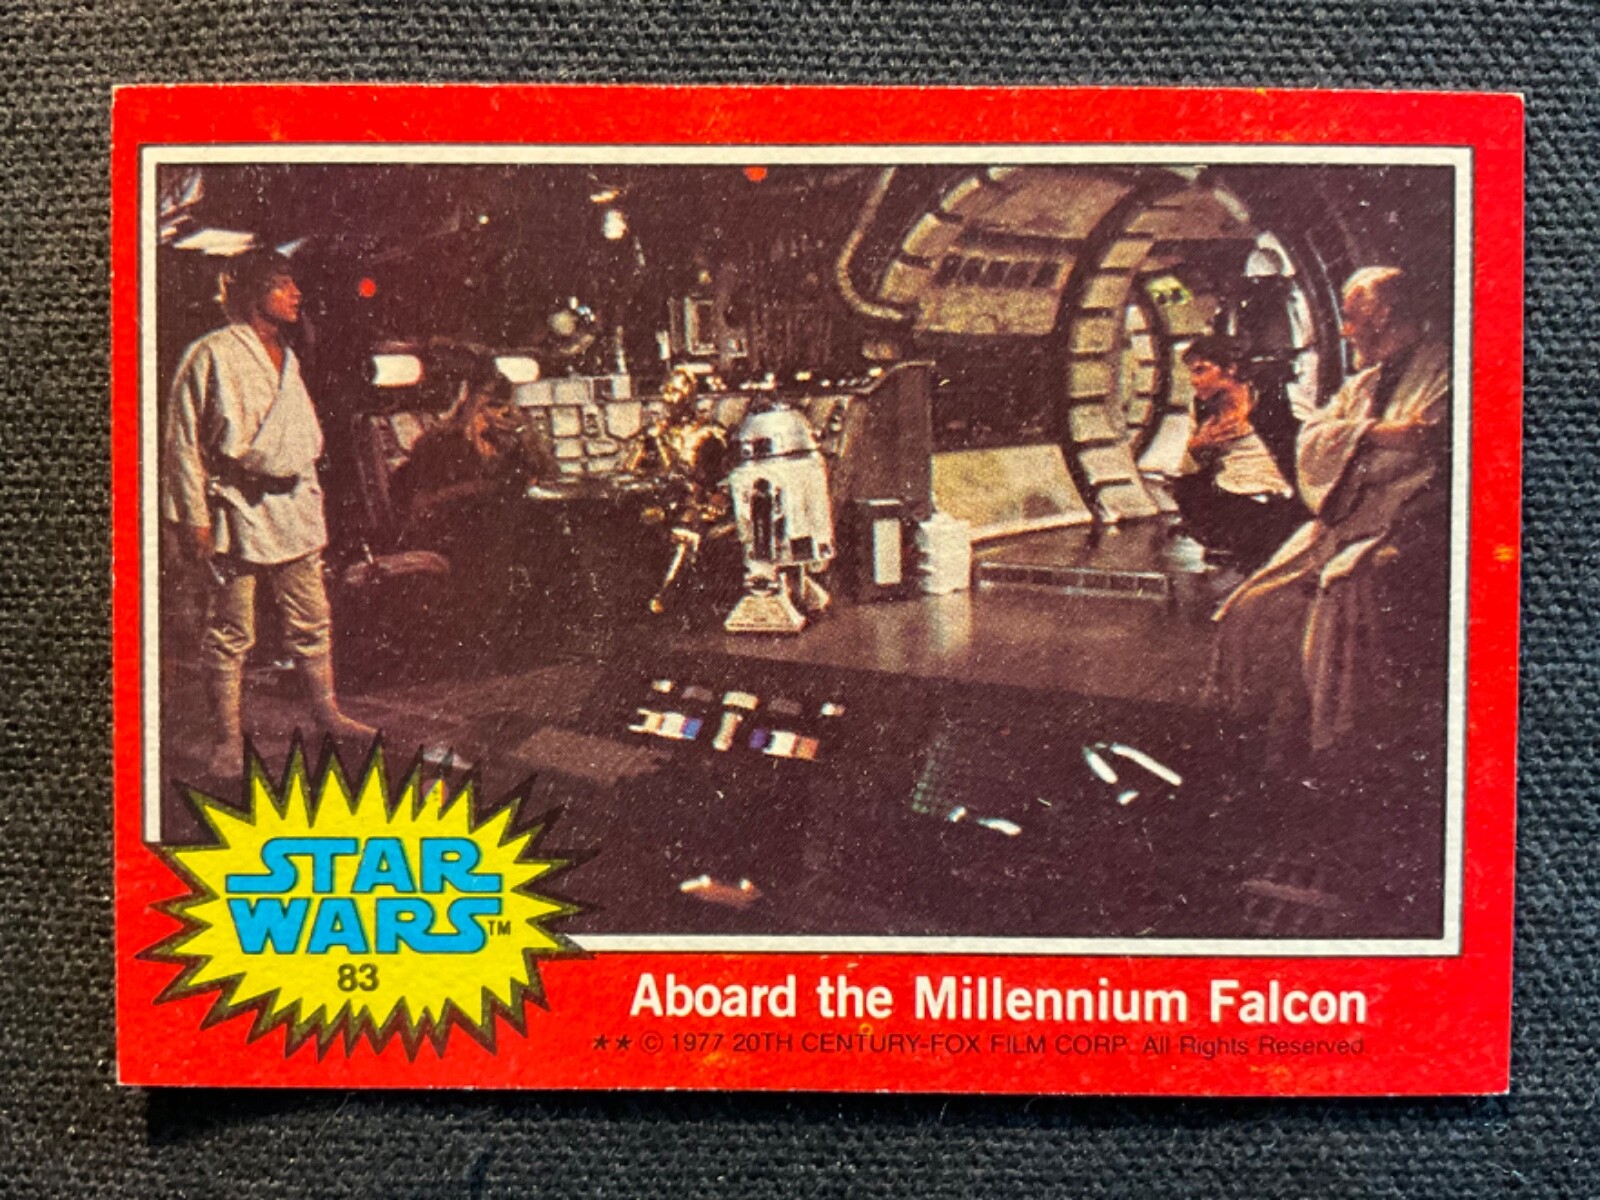 STAR
WARS™
83
Aboard the Millennium Falcon
★★ © 1977 20TH CENTURY-FOX FILM CORP. All Rights Reserved